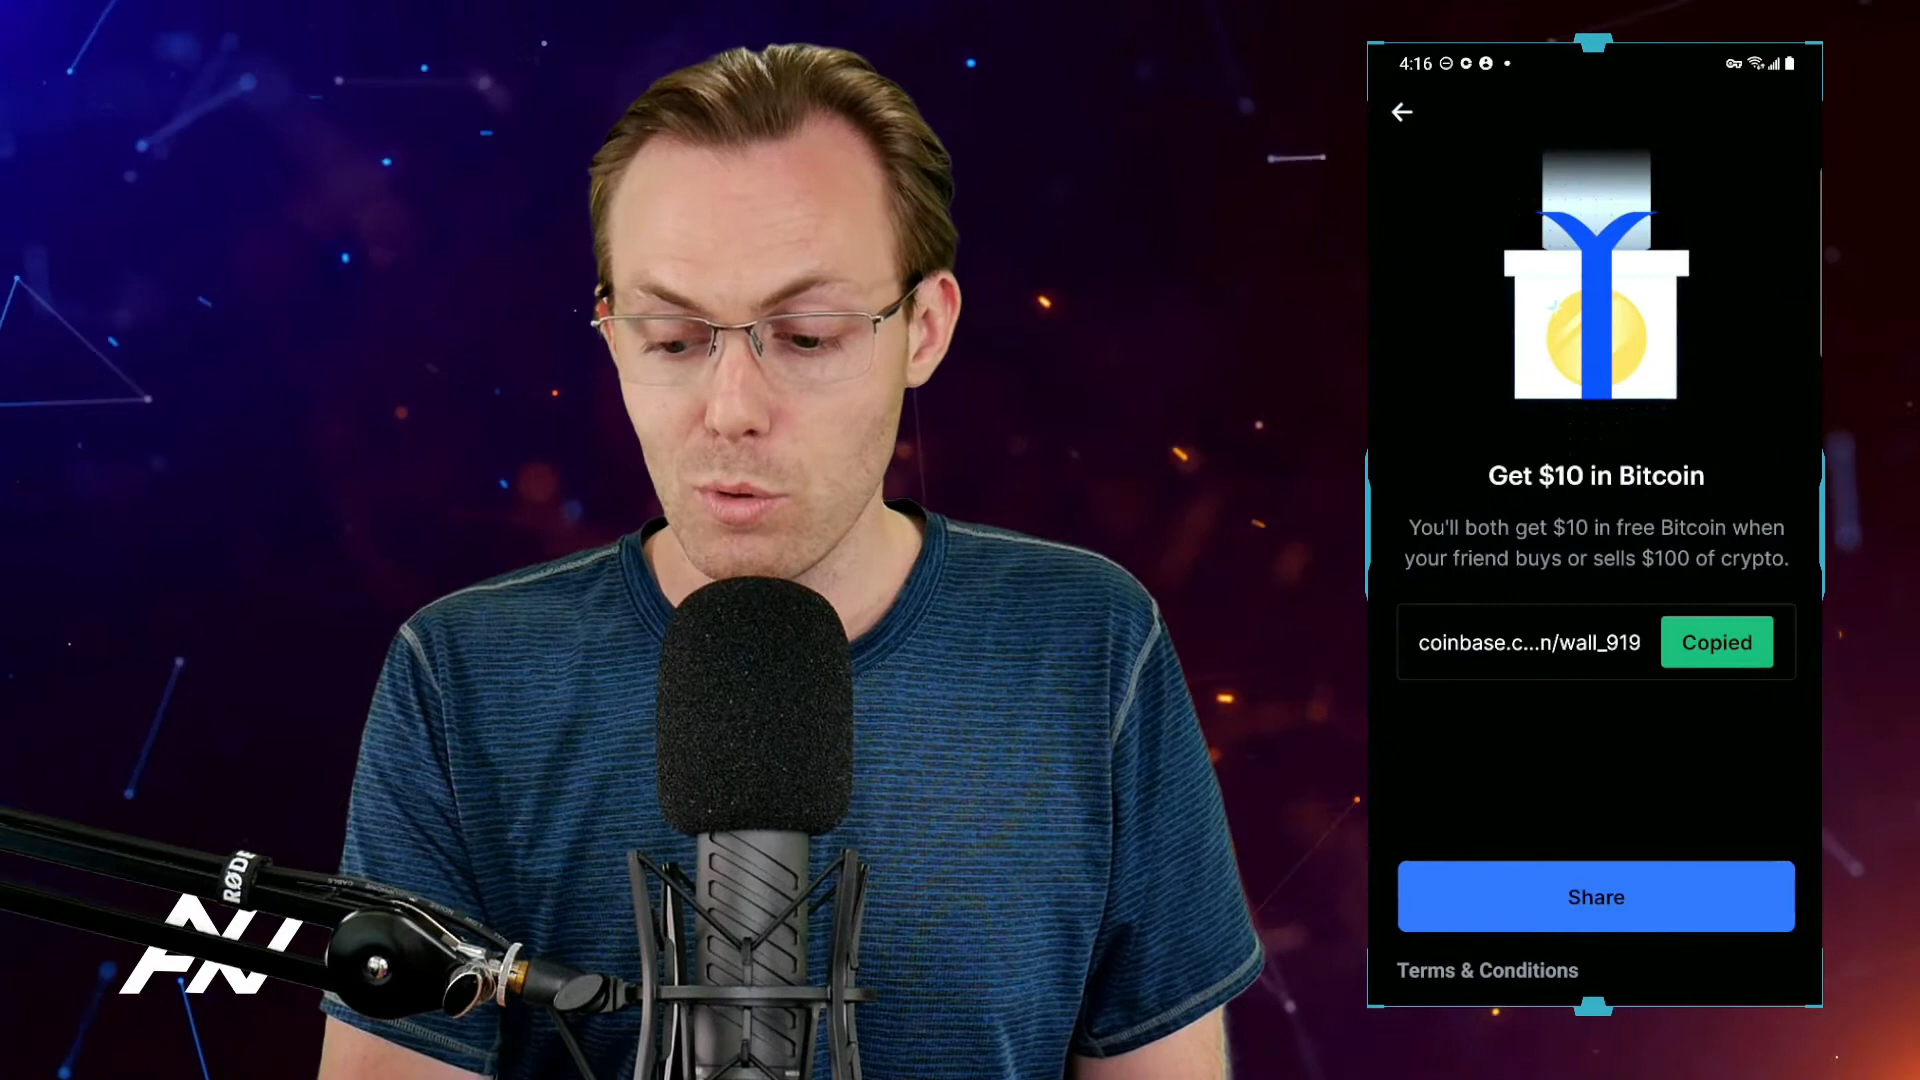 4:16
Get $10 in Bitcoin
You'll both get $10 in free Bitcoin when
your friend buys or sells $100 of crypto.
coinbase.c...n/wall_919
Copied
Share
Terms & Conditions
RØDE